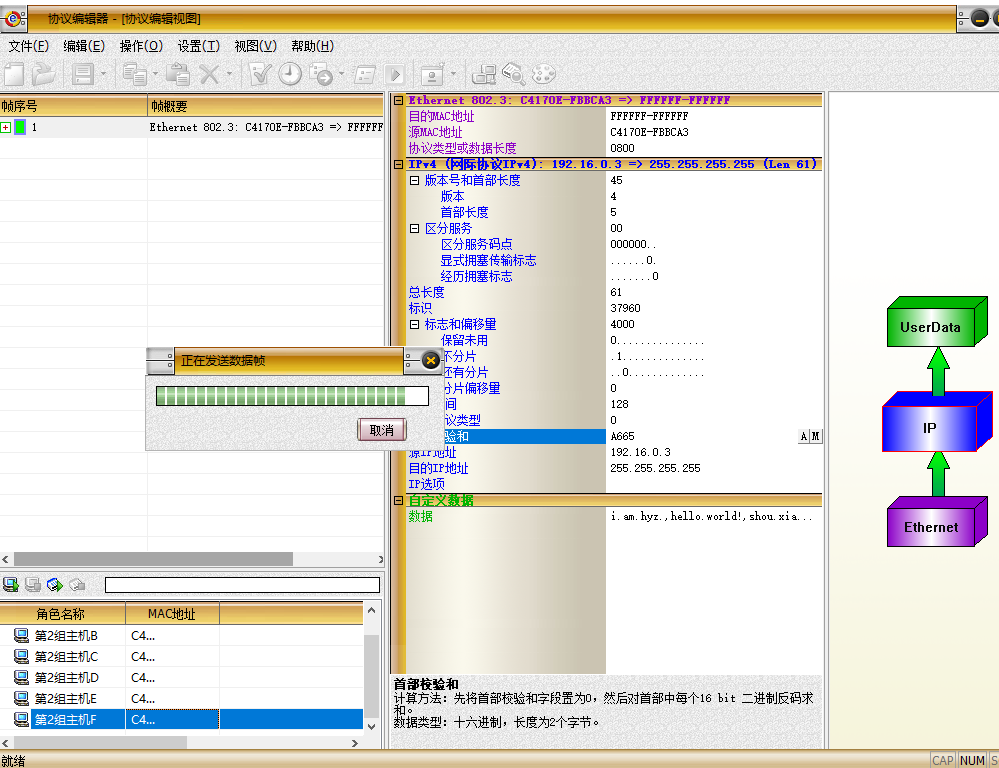 协议编辑器 - [协议编辑视图]
文件(F) 编辑(E) 操作(O) 设置(T) 视图(V) 帮助(H)
帧序号 帧概要
1 Ethernet 802.3: C4170E-FBBCA3 => FFFFFF
Ethernet 802.3: C4170E-FBBCA3 => FFFFFF-FFFFFF
目的MAC地址 FFFFFF-FFFFFF
源MAC地址 C4170E-FBBCA3
协议类型或数据长度 0800
IPv4 (网际协议IPv4): 192.16.0.3 => 255.255.255.255 (Len 61)
版本号和首部长度 45
版本 4
首部长度 5
区分服务 00
区分服务码点 000000..
显式拥塞传输标志 ......0.
经历拥塞标志 .......0
总长度 61
标识 37960
标志和偏移量 4000
保留未用 0..............
不分片 .1.............
还有分片 ..0............
分片偏移量 0
间 128
议类型 0
验和 A665 A M
源IP地址 192.16.0.3
目的IP地址 255.255.255.255
IP选项
自定义数据
数据 i.am.hyz.,hello.world!,shou.xia...
首部校验和
计算方法: 先将首部校验和字段置为0, 然后对首部中每个16 bit 二进制反码求
和。
数据类型: 十六进制, 长度为2个字节。
正在发送数据帧
取消
角色名称 MAC地址
第2组主机B C4...
第2组主机C C4...
第2组主机D C4...
第2组主机E C4...
第2组主机F C4...
UserData
IP
Ethernet
就绪
CAP NUM S